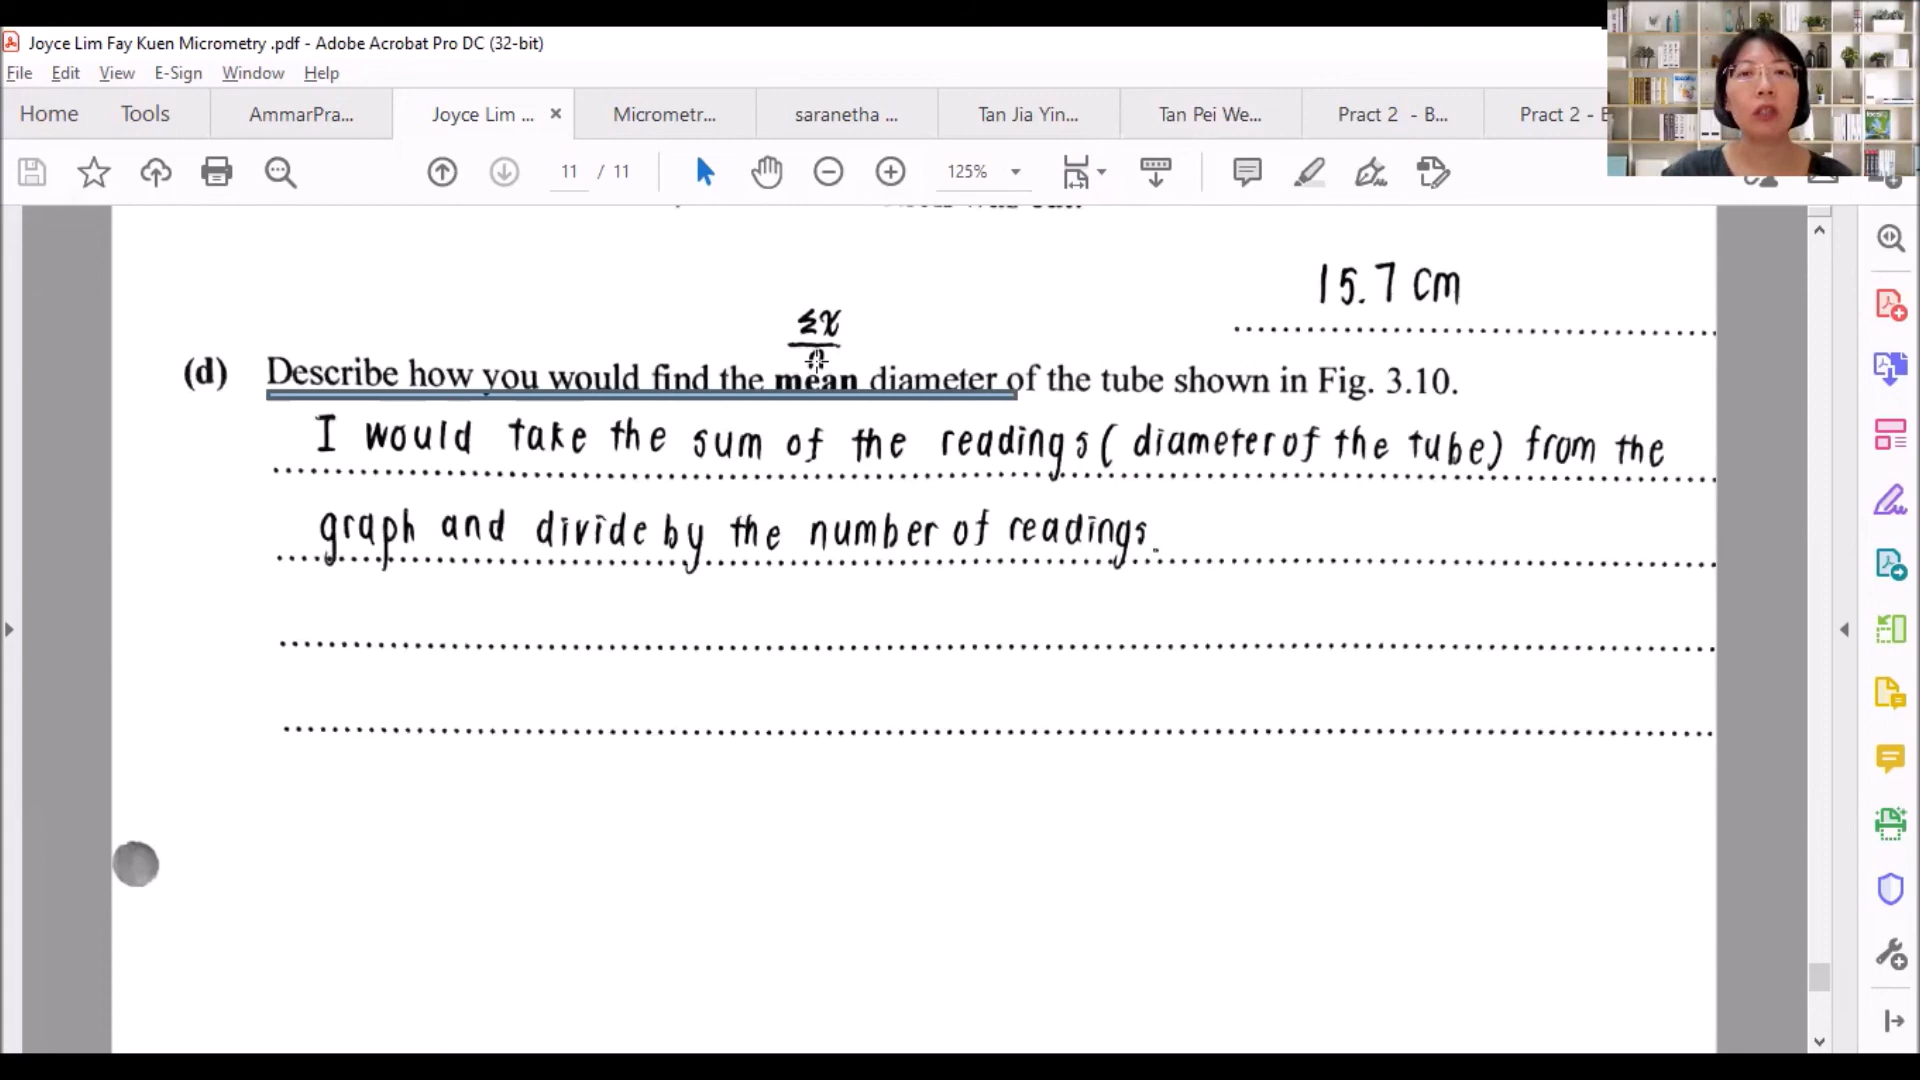 Joyce Lim Fay Kuen Micrometry .pdf - Adobe Acrobat Pro DC (32-bit)
File Edit View E-Sign Window Help
Home Tools AmmarPra... Joyce Lim ... × Micrometr... saranetha ... Tan Jia Yin... Tan Pei We... Pract 2 - B... Pract 2 - B
11 / 11 125%
15.7 cm
Σx
(d) Describe how you would find the mean diameter of the tube shown in Fig. 3.10.
I would take the sum of the readings ( diameter of the tube) from the
graph and divide by the number of readings.